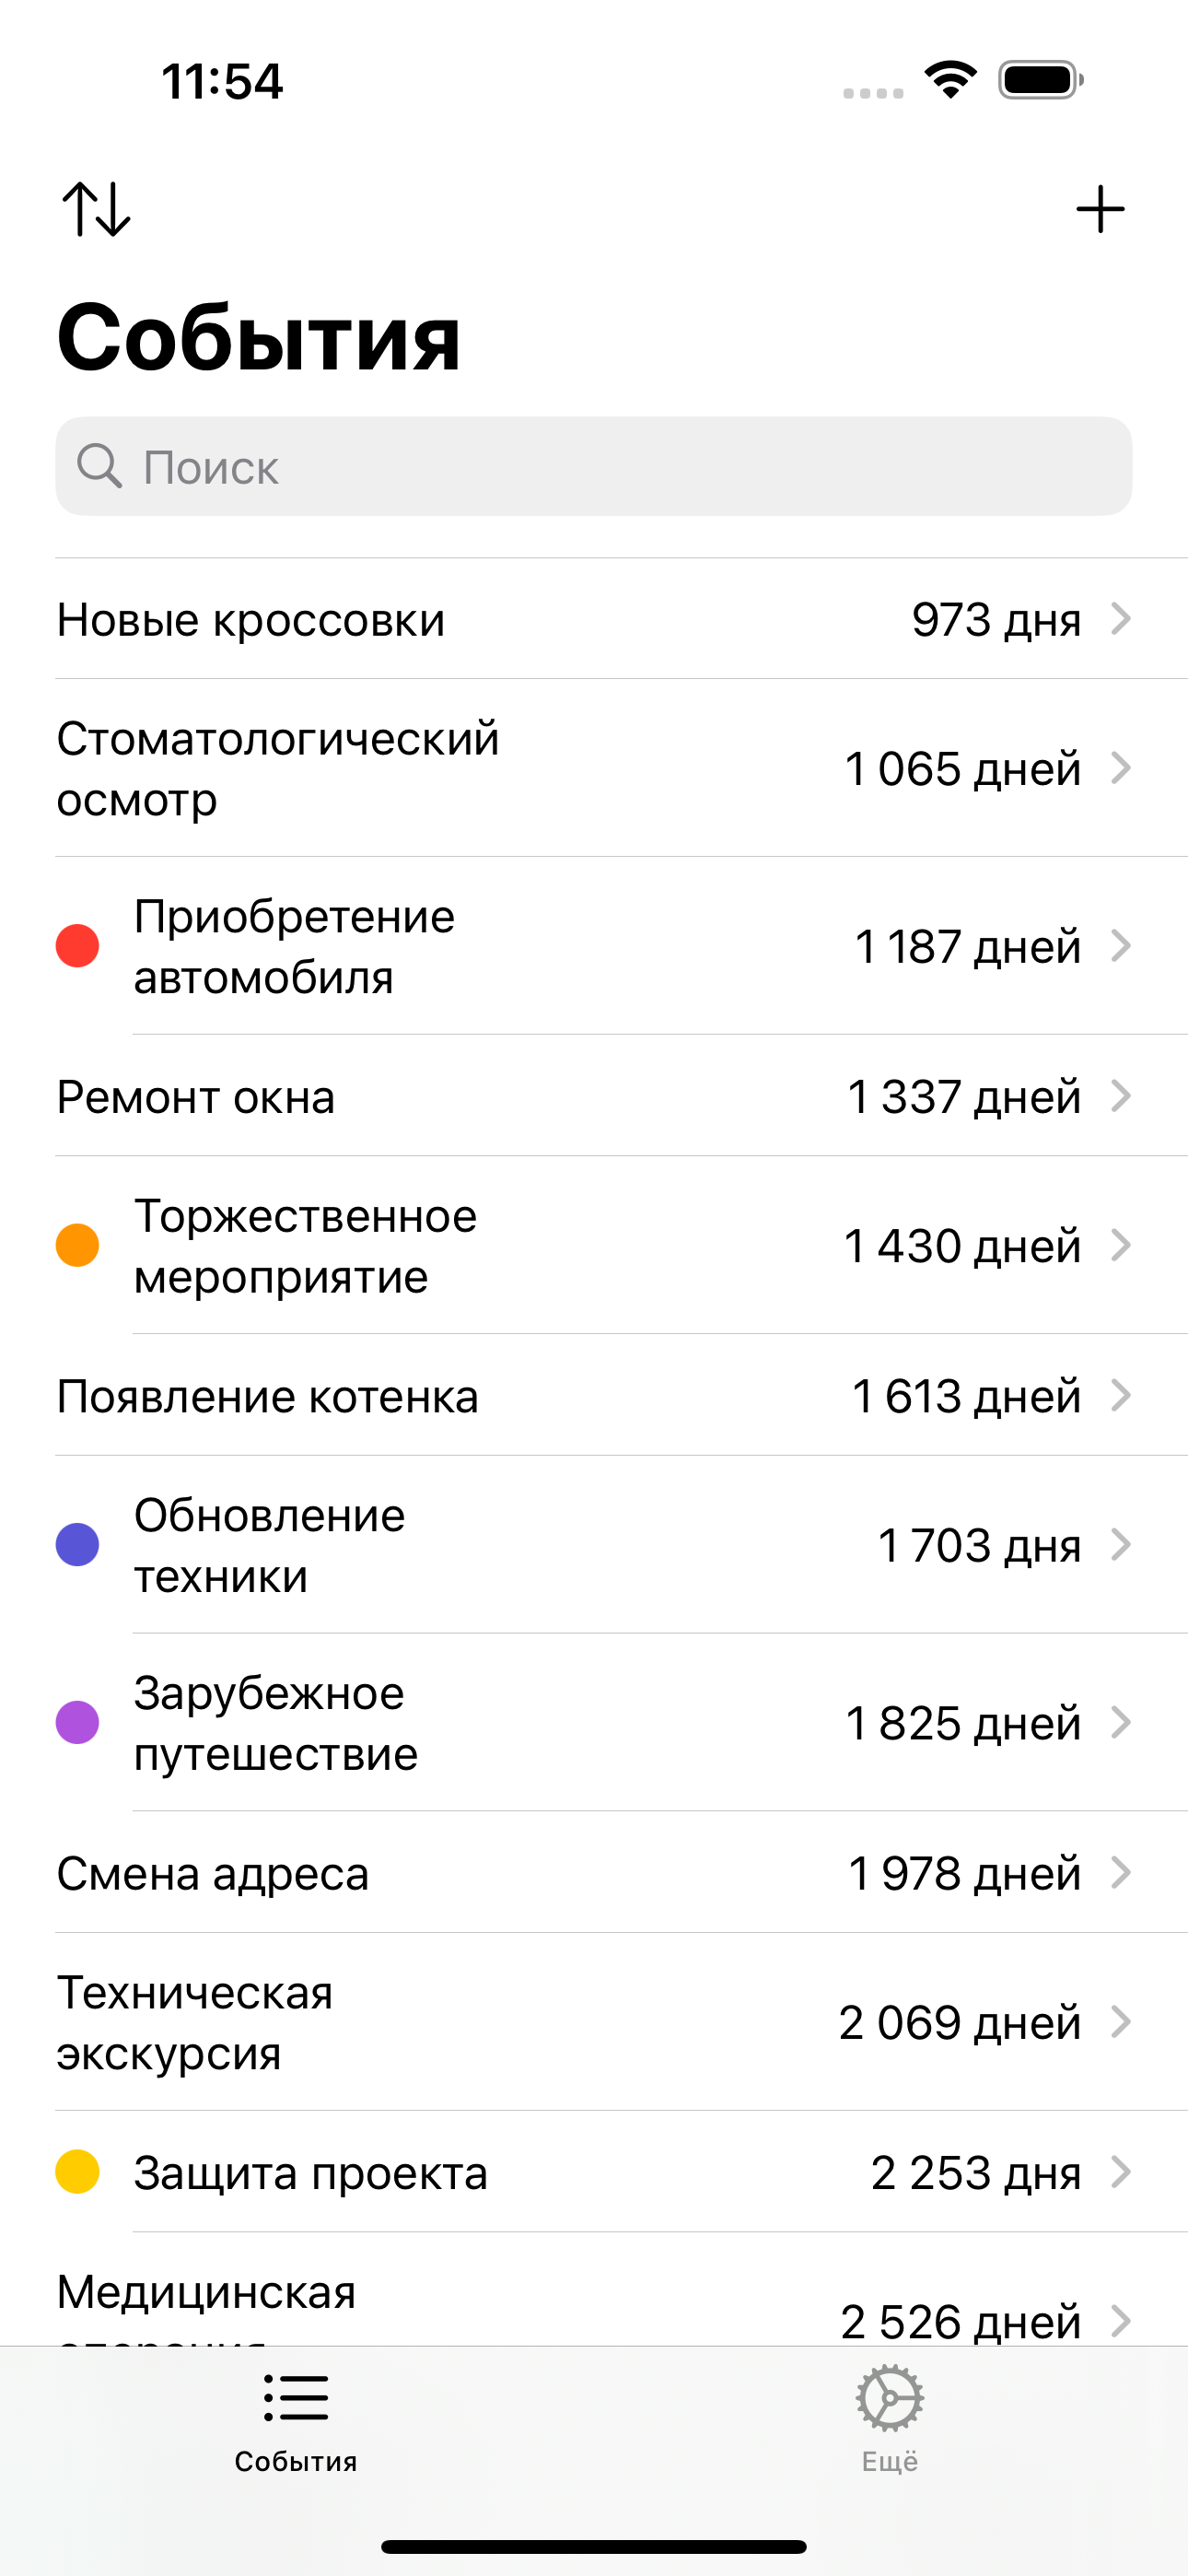 11:54
События
Поиск
Новые кроссовки 973 дня
Стоматологический
осмотр
1 065 дней
Приобретение
автомобиля
1 187 дней
Ремонт окна 1 337 дней
Торжественное
мероприятие
1 430 дней
Появление котенка 1 613 дней
Обновление
техники
1 703 дня
Зарубежное
путешествие
1 825 дней
Смена адреса 1 978 дней
Техническая
экскурсия
2 069 дней
Защита проекта 2 253 дня
Медицинская
2 526 дней
События Ещё